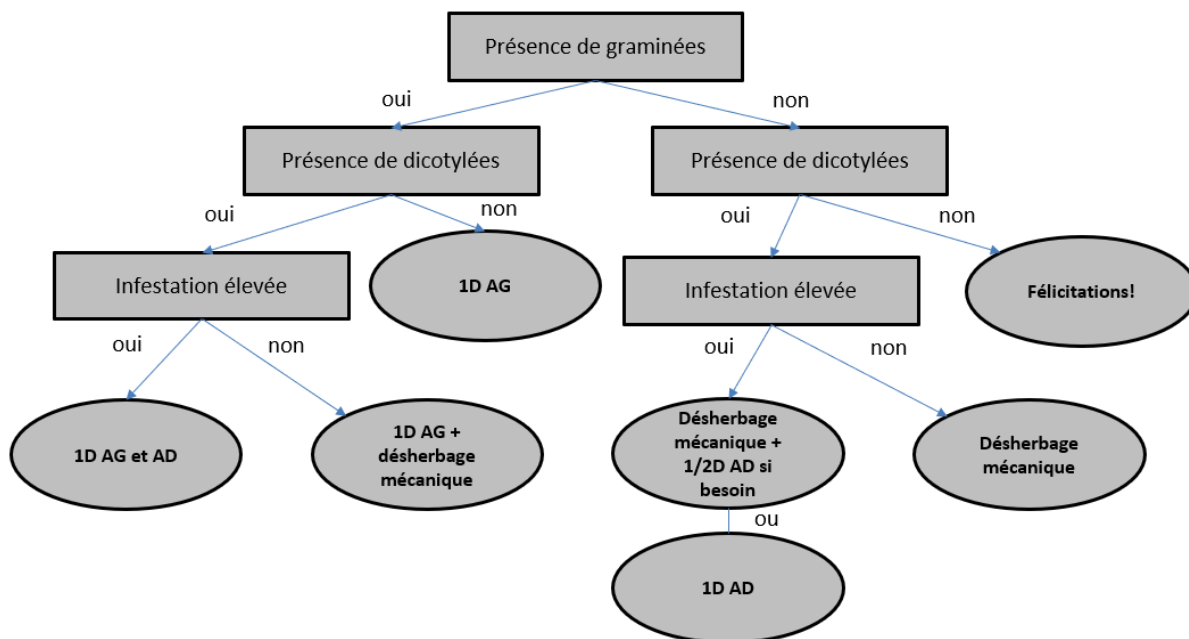 Présence de graminées
oui
non
Présence de dicotylées
Présence de dicotylées
oui
non
oui
non
Infestation élevée
1D AG
Infestation élevée
Félicitations!
oui
non
oui
non
1D AG et AD
1D AG +
désherbage
mécanique
Désherbage
mécanique +
1/2D AD si
besoin
Désherbage
mécanique
ou
1D AD